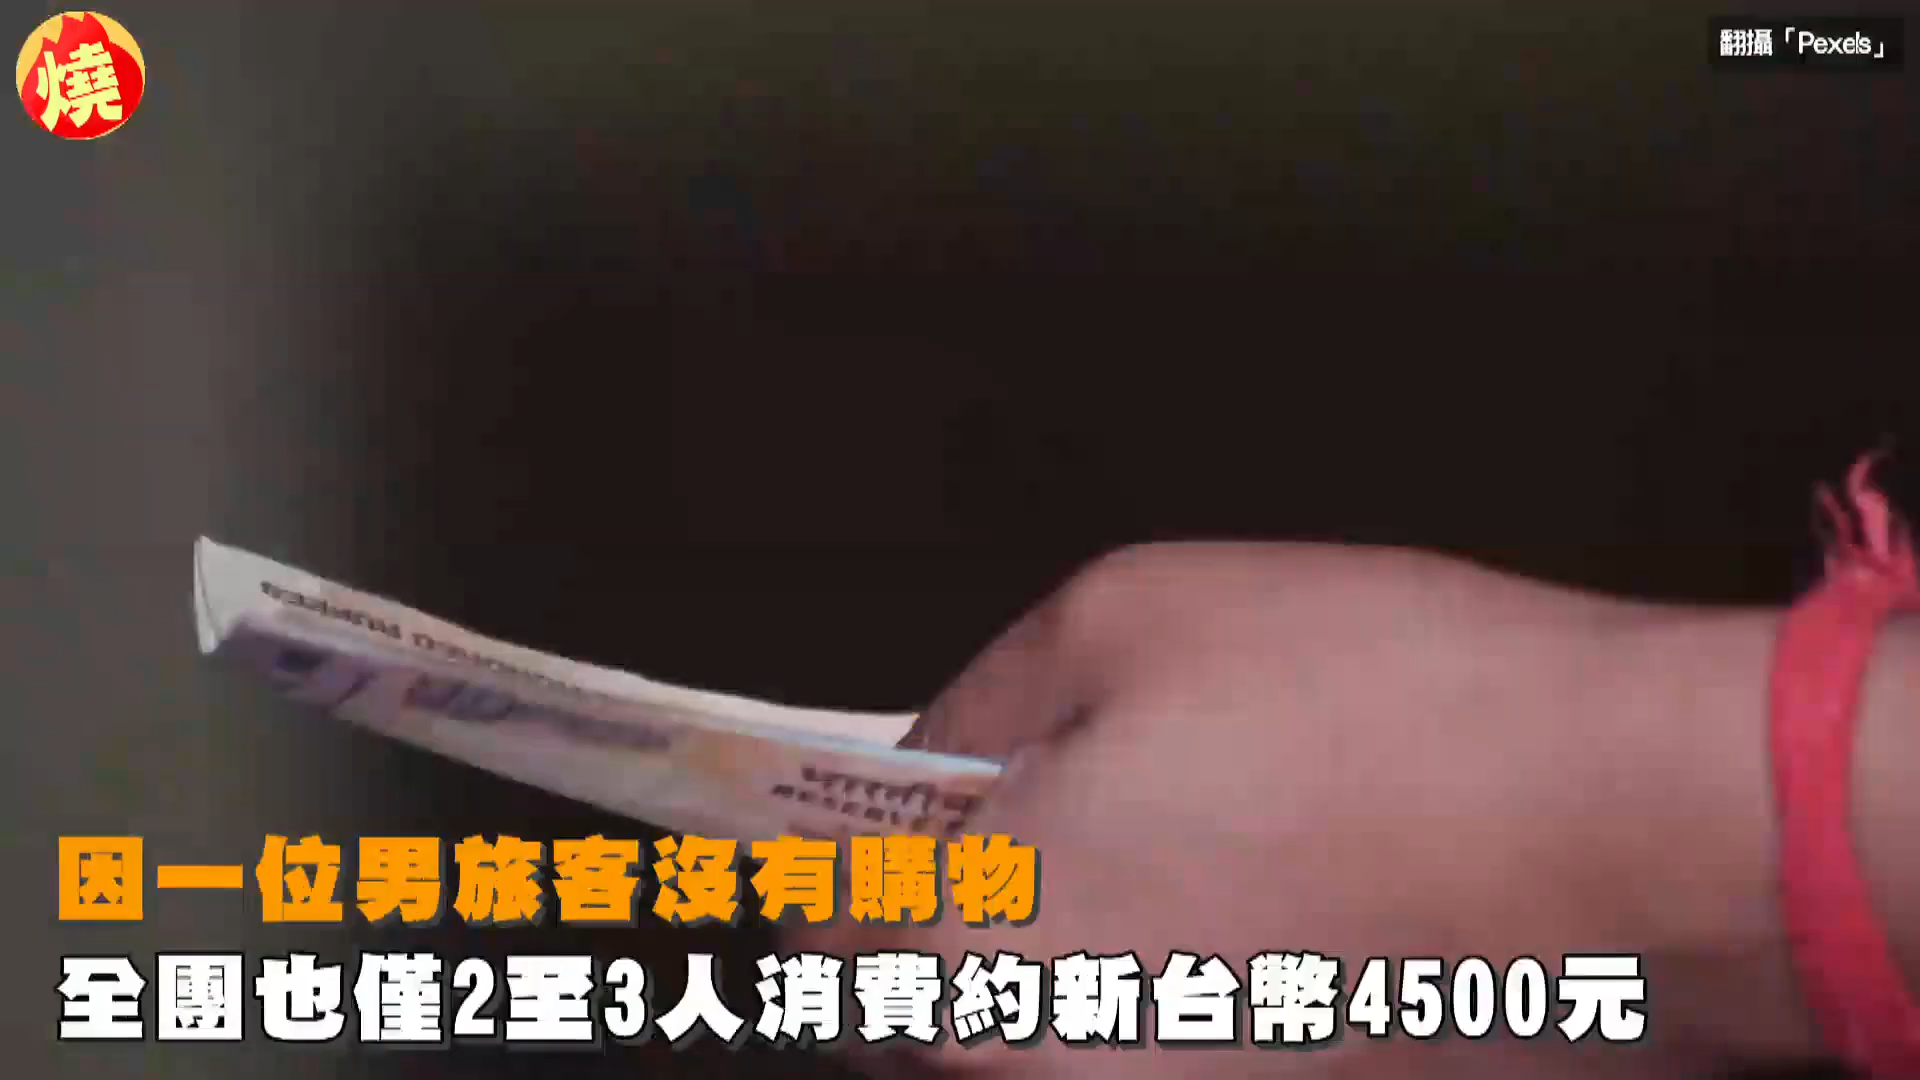 燒
翻攝「Pexels」
RESERVE
因一位男旅客沒有購物
全團也僅2至3人消費約新台幣4500元